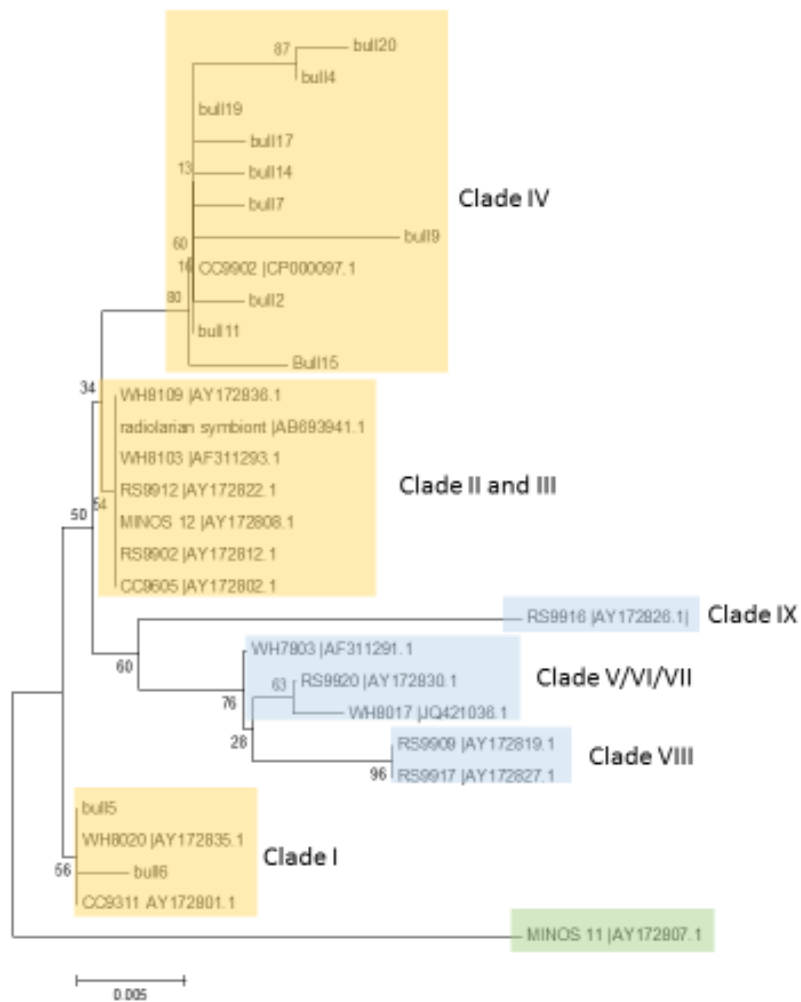 87
bull20
bull4
bull19
bull17
13
bull14
bull7
Clade IV
bull9
60
16
CC9902 |CP000097.1
80
bull2
bull11
Bull15
34
WH8109 |AY172836.1
radiolarian symbiont |AB693941.1
WH8103 |AF311293.1
RS9912 |AY172822.1
Clade II and III
54
50
MINOS 12 |AY172808.1
RS9902 |AY172812.1
CC9605 |AY172802.1
RS9916 |AY172826.1|
Clade IX
WH7803 |AF311291.1
60
63
RS9920 |AY172830.1
Clade V/VI/VII
76
WH8017 |JQ421036.1
28
RS9909 |AY172819.1
Clade VIII
96
RS9917 |AY172827.1
bull5
WH8020 |AY172835.1
Clade I
56
bull6
CC9311 AY172801.1
MINOS 11 |AY172807.1
0.005